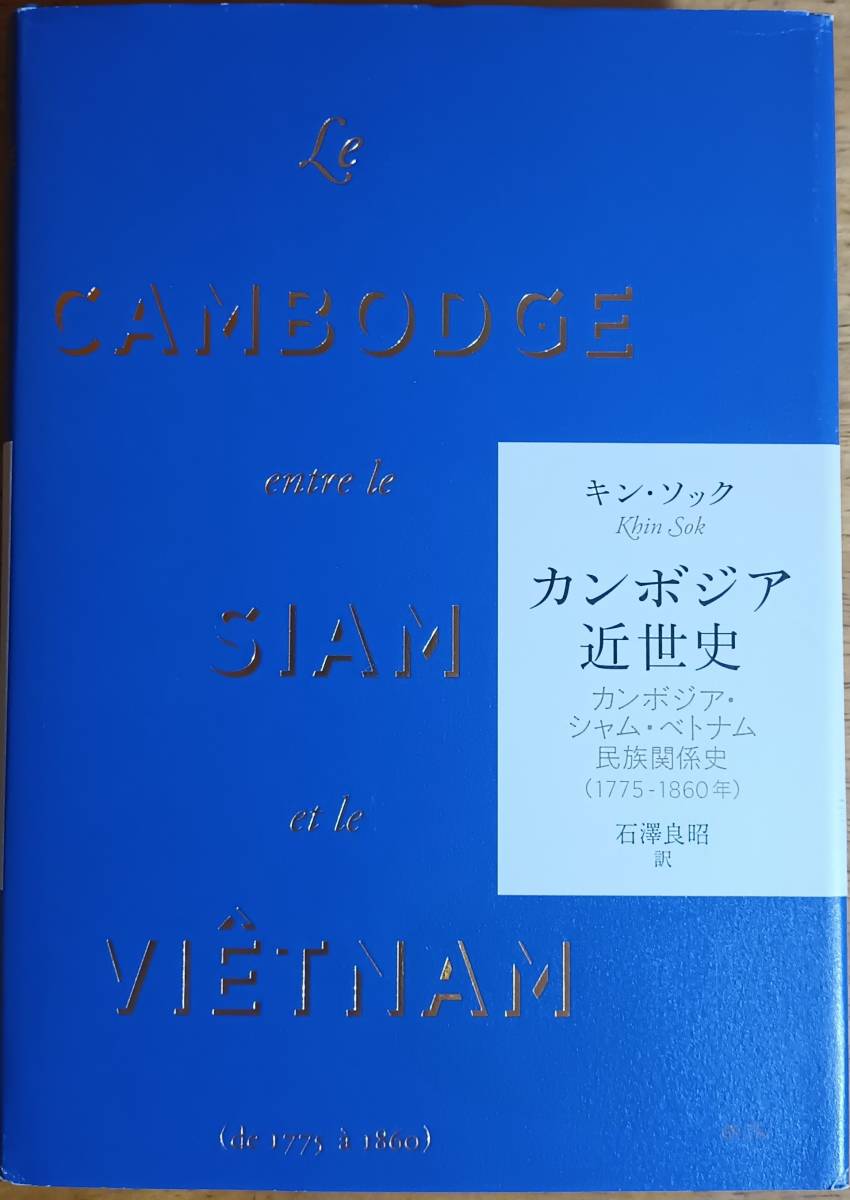 Le
CAMBODGE
entre le
SIAM
et le
VIÊTNAM
(de 1775 à 1860)
キン・ソック
Khin Sok
カンボジア
近世史
カンボジア・
シャム・ベトナム
民族関係史
(1775-1860年)
石澤良昭
訳